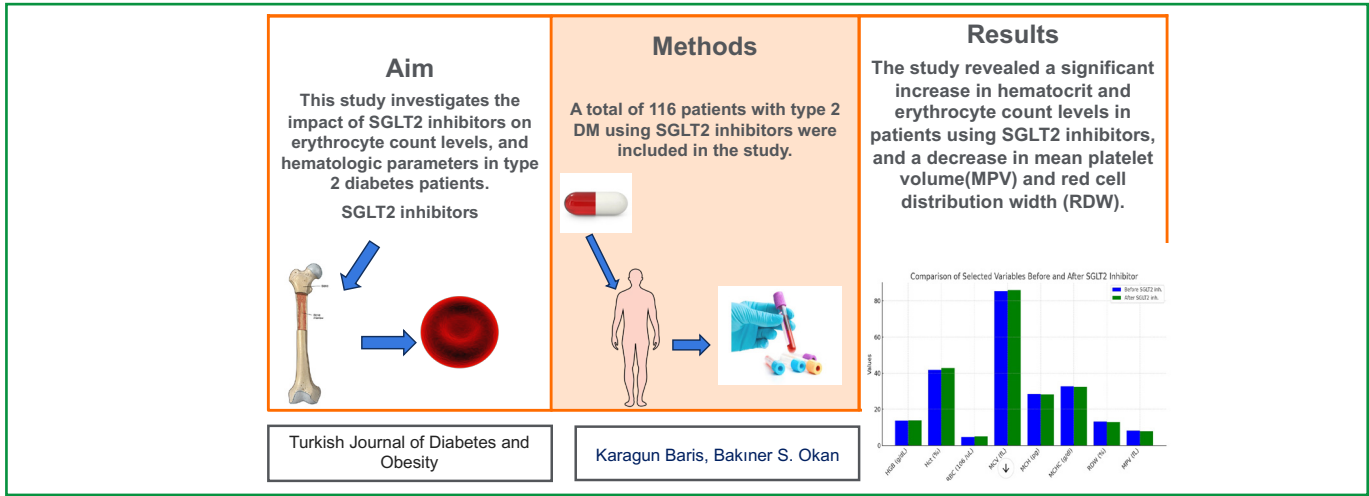 Aim
This study investigates the
impact of SGLT2 inhibitors on
erythrocyte count levels, and
hematologic parameters in type
2 diabetes patients.
SGLT2 inhibitors
Methods
A total of 116 patients with type 2
DM using SGLT2 inhibitors were
included in the study.
Results
The study revealed a significant
increase in hematocrit and
erythrocyte count levels in
patients using SGLT2 inhibitors,
and a decrease in mean platelet
volume(MPV) and red cell
distribution width (RDW).
Comparison of Selected Variables Before and After SGLT2 Inhibitor
Before SGLT2 inh.
After SGLT2 inh.
Values
80
60
40
20
0
HGB (g/dL)
Hct (%)
RBC (106 /uL)
MCV (fL)
MCH (pg)
MCHC (g/dl)
RDW (%)
MPV (fL)
Turkish Journal of Diabetes and
Obesity
Karagun Baris, Bakıner S. Okan